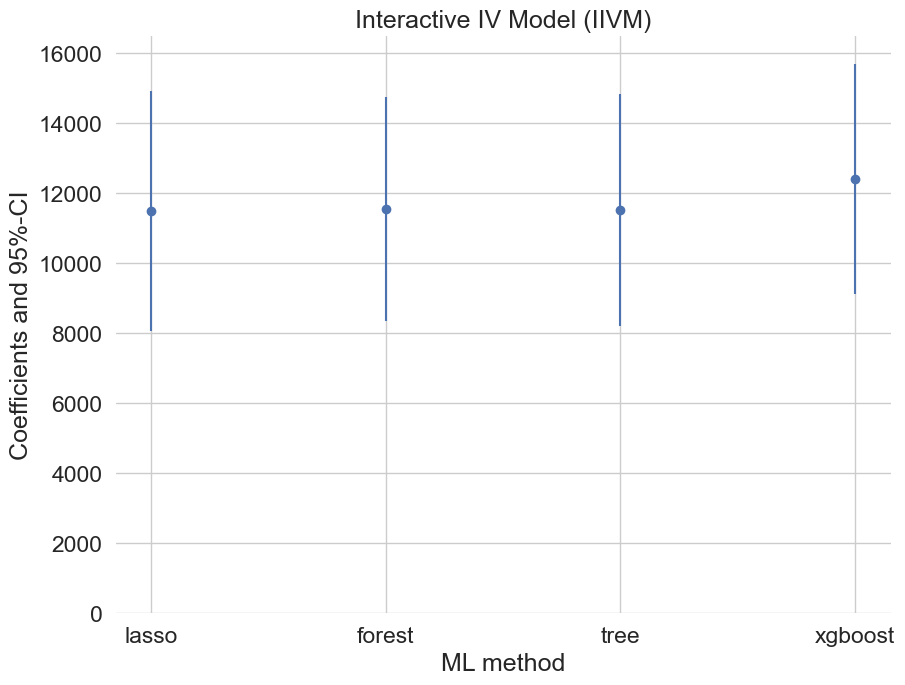 Interactive IV Model (IIVM)
Coefficients and 95%-CI
16000
14000
12000
10000
8000
6000
4000
2000
0
lasso forest tree xgboost
ML method